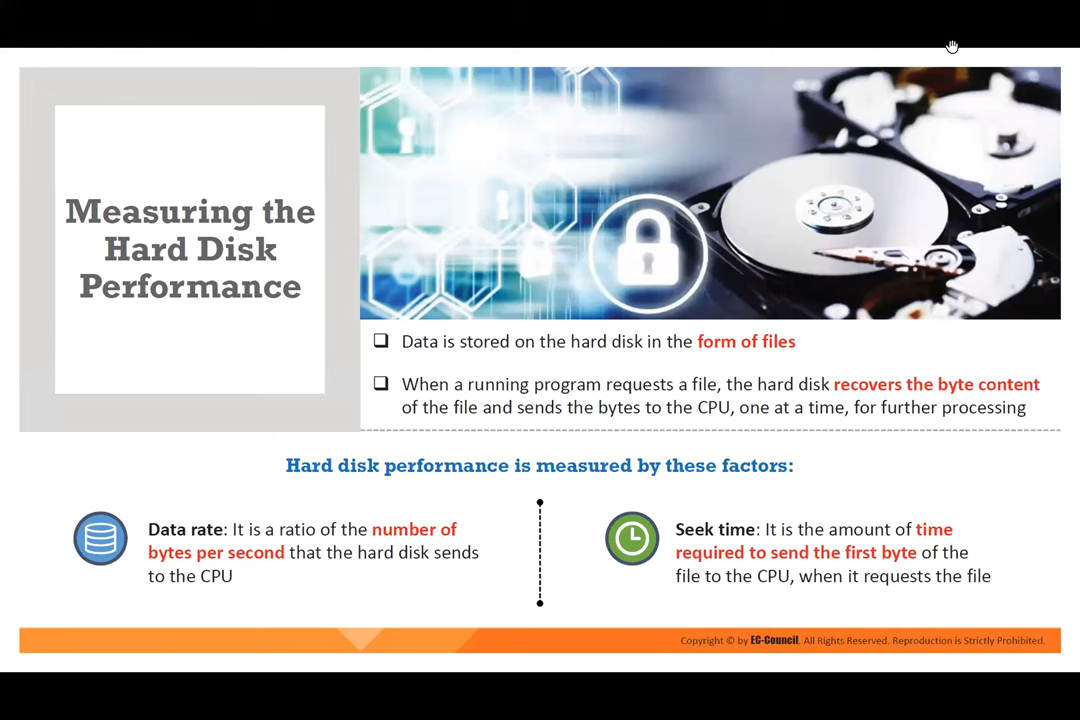 Measuring the
Hard Disk
Performance
❑ Data is stored on the hard disk in the form of files
❑ When a running program requests a file, the hard disk recovers the byte content
of the file and sends the bytes to the CPU, one at a time, for further processing
Hard disk performance is measured by these factors:
Data rate: It is a ratio of the number of
bytes per second that the hard disk sends
to the CPU
Seek time: It is the amount of time
required to send the first byte of the
file to the CPU, when it requests the file
Copyright © by EC-Council. All Rights Reserved. Reproduction is Strictly Prohibited.